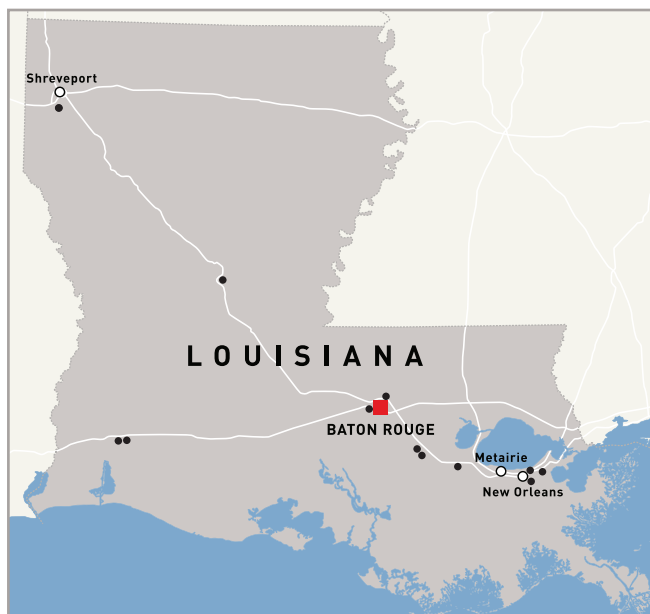 Shreveport
LOUISIANA
BATON ROUGE
Metairie
New Orleans